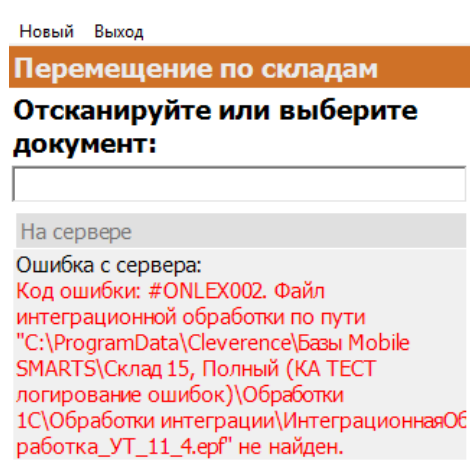 Новый Выход
Перемещение по складам
Отсканируйте или выберите
документ:
На сервере
Ошибка с сервера:
Код ошибки: #ONLEX002. Файл
интеграционной обработки по пути
"C:\ProgramData\Cleverence\Базы Mobile
SMARTS\Склад 15, Полный (КА ТЕСТ
логирование ошибок)\Обработки
1С\Обработки интеграции\ИнтеграционнаяОб
работка_УТ_11_4.epf" не найден.